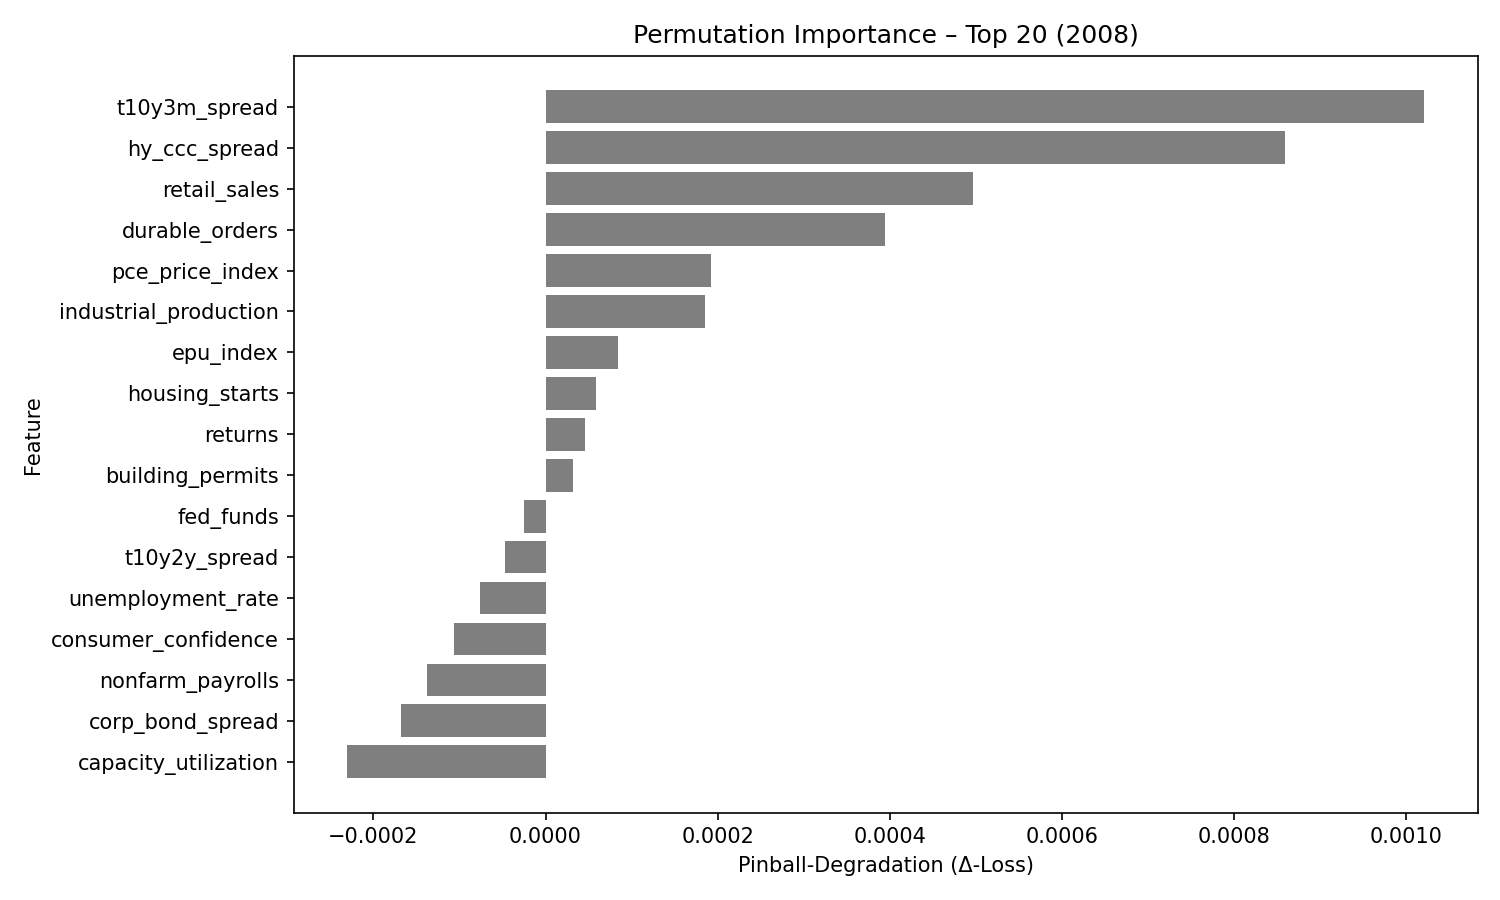 Permutation Importance – Top 20 (2008)
t10y3m_spread
hy_ccc_spread
retail_sales
durable_orders
pce_price_index
industrial_production
epu_index
housing_starts
returns
building_permits
fed_funds
t10y2y_spread
unemployment_rate
consumer_confidence
nonfarm_payrolls
corp_bond_spread
capacity_utilization
Feature
−0.0002 0.0000 0.0002 0.0004 0.0006 0.0008 0.0010
Pinball-Degradation (Δ-Loss)